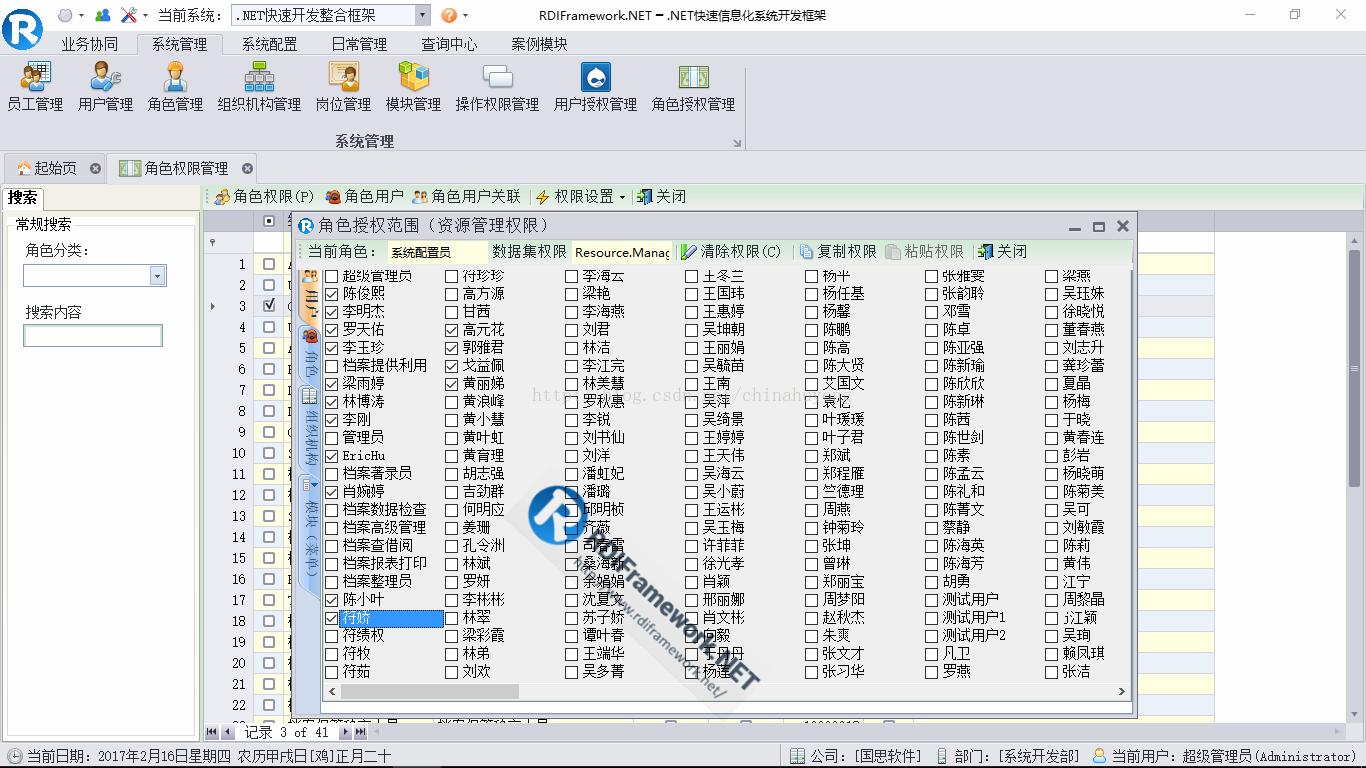 当前系统： .NET快速开发整合框架
RDIFramework.NET ━ .NET快速信息化系统开发框架
业务协同 系统管理 系统配置 日常管理 查询中心 案例模块
员工管理 用户管理 角色管理 组织机构管理 岗位管理 模块管理 操作权限管理 用户授权管理 角色授权管理
系统管理
起始页 角色权限管理
搜索
角色权限(P) 角色用户 角色用户关联 权限设置 关闭
常规搜索
角色分类：
搜索内容
角色授权范围（资源管理权限）
当前角色： 系统配置员 数据集权限 Resource.Manag 清除权限(C) 复制权限 粘贴权限 关闭
用户
角色
组织机构
模块（菜单）
超级管理员 符珍珍 李海云 王冬兰 杨平 张雅雯 梁燕
陈俊熙 高方源 梁艳 王国玮 杨任基 张韵聆 吴珏姝
李明杰 甘茜 李海燕 王惠婷 杨馨 邓雪 徐晓悦
罗天佑 高元花 刘君 吴坤朝 陈鹏 陈卓 董春燕
李玉珍 郭雅君 林洁 王丽娟 陈高 陈亚强 刘志升
档案提供利用 戈益佩 李江完 吴毓苗 陈大贤 陈新瑜 龚珍蕾
梁雨婷 黄丽娣 林美慧 王南 艾国文 陈欣欣 夏晶
林博涛 黄浪峰 罗秋惠 吴萍 袁忆 陈新琳 杨梅
李刚 黄小慧 李锐 吴绮景 叶瑗瑗 陈茜 于晓
管理员 黄叶虹 刘书仙 王婷婷 叶子君 陈世剑 黄春连
EricHu 黄育理 刘洋 王天伟 郑斌 陈素 彭岩
档案著录员 胡志强 潘虹妃 吴海云 郑程雁 陈孟云 杨晓萌
肖婉婷 吉劲群 潘璐 吴小蔚 竺德理 陈礼和 陈菊美
档案数据检查 何明应 邱明桢 王运彬 周燕 陈菁文 吴可
档案高级管理 姜珊 齐薇 吴玉梅 钟菊玲 蔡静 刘敏霞
档案查借阅 孔令洲 许菲菲 张坤 陈海英 陈莉
档案报表打印 林斌 桑海新 徐光孝 曾琳 陈海芳 黄伟
档案整理员 罗妍 余娟娟 肖颖 郑丽宝 胡勇 江宁
陈小叶 李彬彬 沈夏文 邢丽娜 周梦阳 测试用户 周黎晶
符娇 林翠 苏子娇 肖文彬 赵秋杰 测试用户1 江颖
符绩权 梁彩霞 谭叶春 何毅 朱爽 测试用户2 吴珣
符牧 林弟 王端华 王丹丹 张文才 凡卫 赖凤琪
符茹 刘欢 吴多菁 杨莲 张习华 罗燕 张洁
http://blog.csdn.net/chinahuyong
RDIFramework.NET
http://www.rdiframework.net/
1
2
3
4
5
6
7
8
9
10
11
12
13
14
15
16
17
18
19
20
21
22
记录 3 of 41
当前日期： 2017年2月16日星期四 农历甲戌日[鸡]正月二十 公司： [国思软件] 部门： [系统开发部] 当前用户： 超级管理员(Administrator)